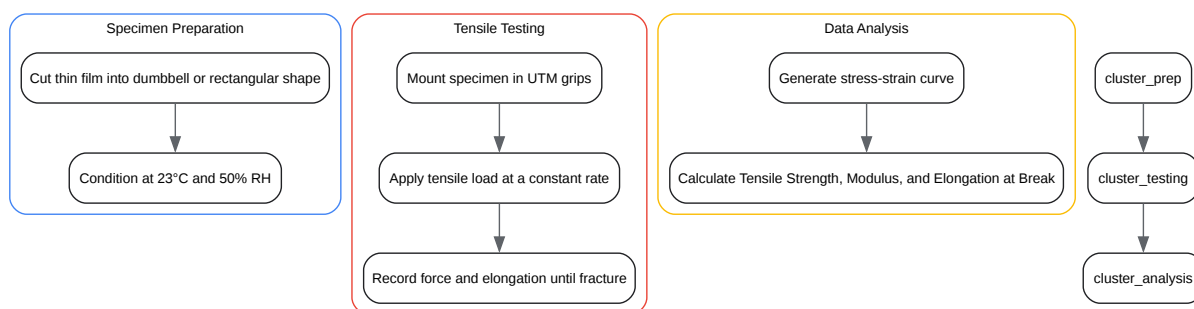 Specimen Preparation
Cut thin film into dumbbell or rectangular shape
Condition at 23°C and 50% RH
Tensile Testing
Mount specimen in UTM grips
Apply tensile load at a constant rate
Record force and elongation until fracture
Data Analysis
Generate stress-strain curve
Calculate Tensile Strength, Modulus, and Elongation at Break
cluster_prep
cluster_testing
cluster_analysis